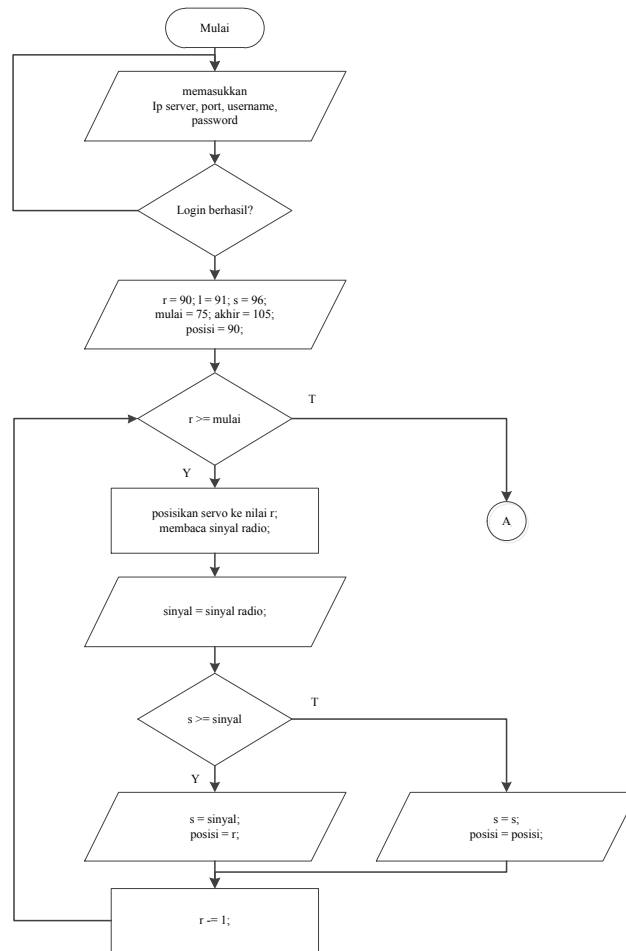 Mulai
memasukkan
Ip server, port, username,
password
Login berhasil?
r = 90; l = 91; s = 96;
mulai = 75; akhir = 105;
posisi = 90;
r >= mulai
T
Y
A
posisikan servo ke nilai r;
membaca sinyal radio;
sinyal = sinyal radio;
s >= sinyal
T
Y
s = sinyal;
posisi = r;
s = s;
posisi = posisi;
r -= 1;